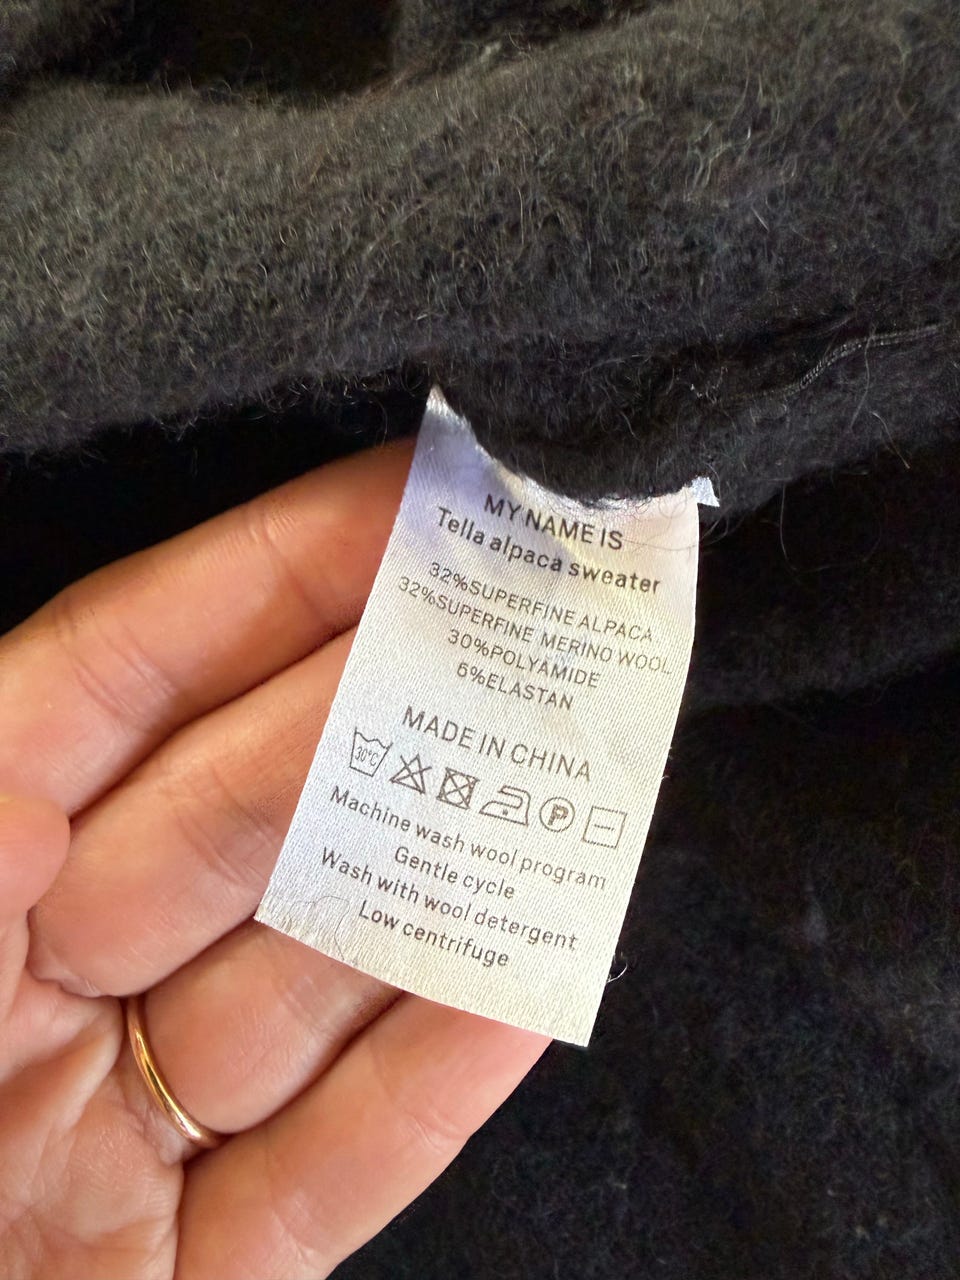 MY NAME IS
Tella alpaca sweater
32%SUPERFINE ALPACA
32%SUPERFINE MERINO WOOL
30%POLYAMIDE
6%ELASTAN
MADE IN CHINA
30°C P
Machine wash wool program
Gentle cycle
Wash with wool detergent
Low centrifuge